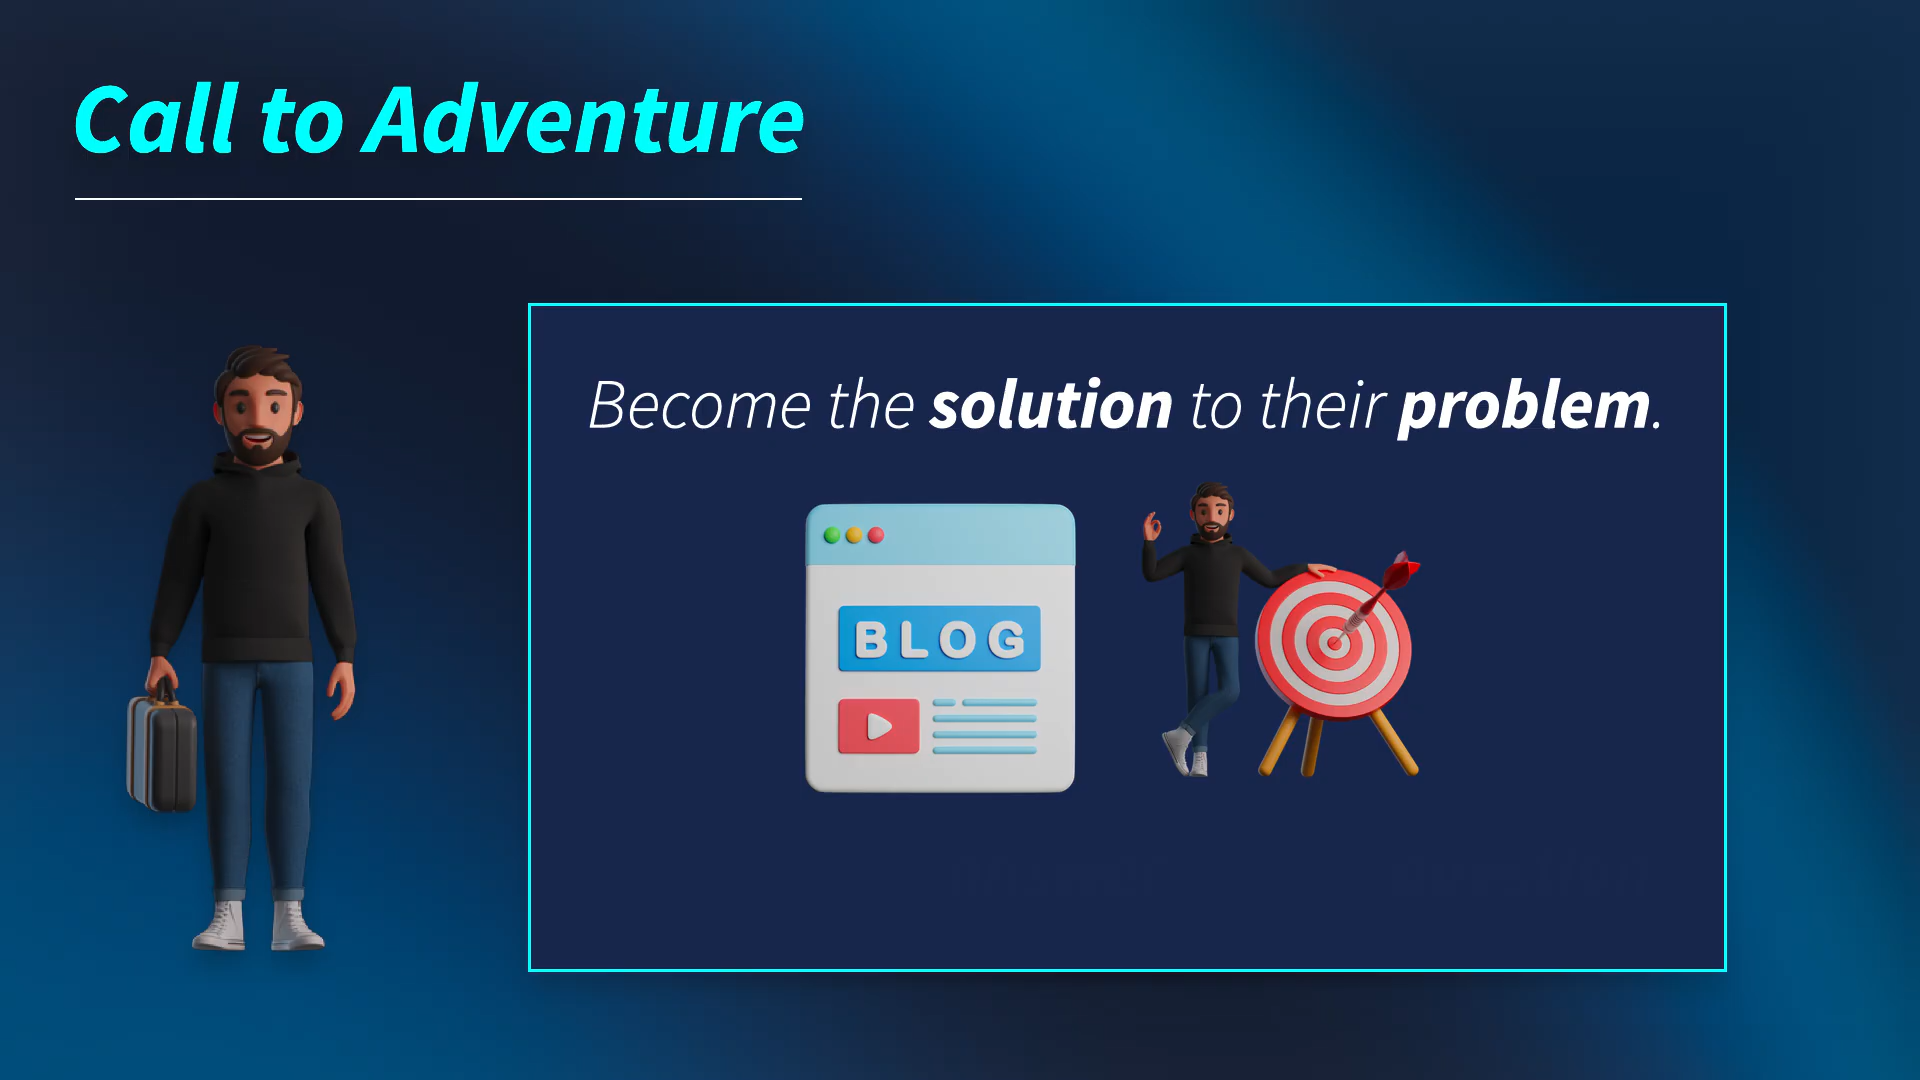 Call to Adventure
Become the solution to their problem.
BLOG